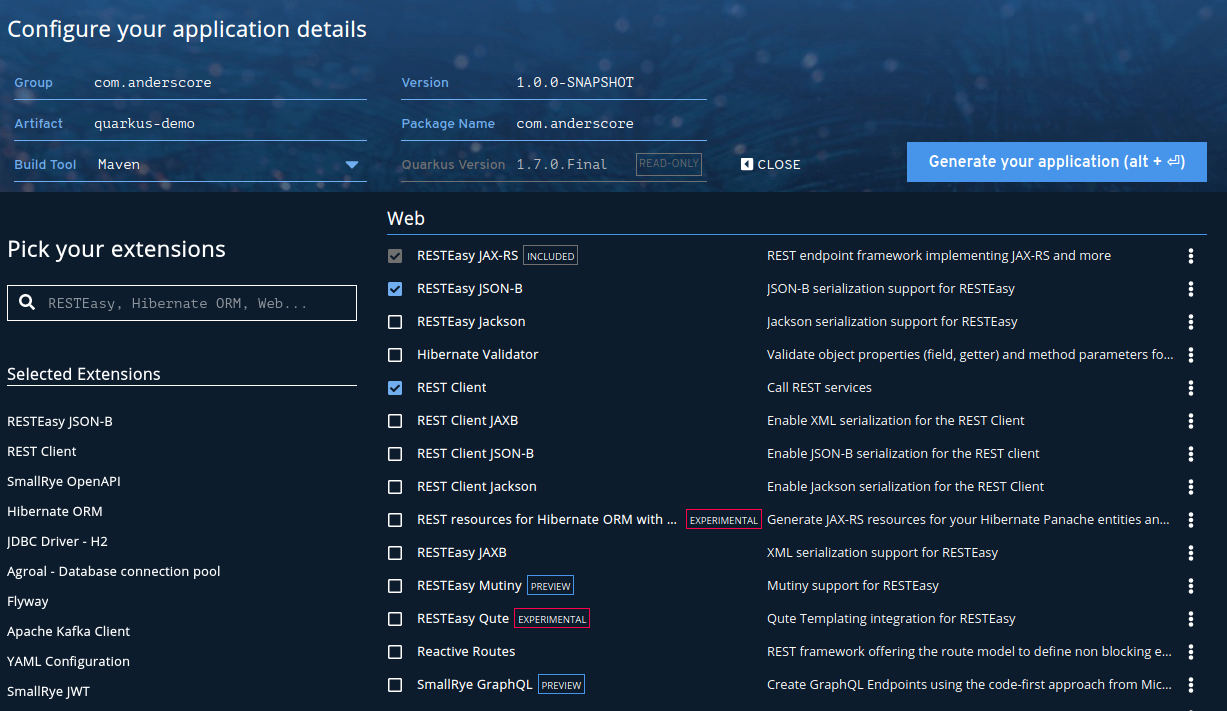 Configure your application details
Group com.anderscore
Version 1.0.0-SNAPSHOT
Artifact quarkus-demo
Package Name com.anderscore
Build Tool Maven
Quarkus Version 1.7.0.Final READ-ONLY
CLOSE
Generate your application (alt + ⏎)
Pick your extensions
RESTEasy, Hibernate ORM, Web...
Selected Extensions
RESTEasy JSON-B
REST Client
SmallRye OpenAPI
Hibernate ORM
JDBC Driver - H2
Agroal - Database connection pool
Flyway
Apache Kafka Client
YAML Configuration
SmallRye JWT
Web
RESTEasy JAX-RS INCLUDED REST endpoint framework implementing JAX-RS and more
RESTEasy JSON-B JSON-B serialization support for RESTEasy
RESTEasy Jackson Jackson serialization support for RESTEasy
Hibernate Validator Validate object properties (field, getter) and method parameters fo...
REST Client Call REST services
REST Client JAXB Enable XML serialization for the REST Client
REST Client JSON-B Enable JSON-B serialization for the REST client
REST Client Jackson Enable Jackson serialization for the REST Client
REST resources for Hibernate ORM with ... EXPERIMENTAL Generate JAX-RS resources for your Hibernate Panache entities an...
RESTEasy JAXB XML serialization support for RESTEasy
RESTEasy Mutiny PREVIEW Mutiny support for RESTEasy
RESTEasy Qute EXPERIMENTAL Qute Templating integration for RESTEasy
Reactive Routes REST framework offering the route model to define non blocking e...
SmallRye GraphQL PREVIEW Create GraphQL Endpoints using the code-first approach from Mic...